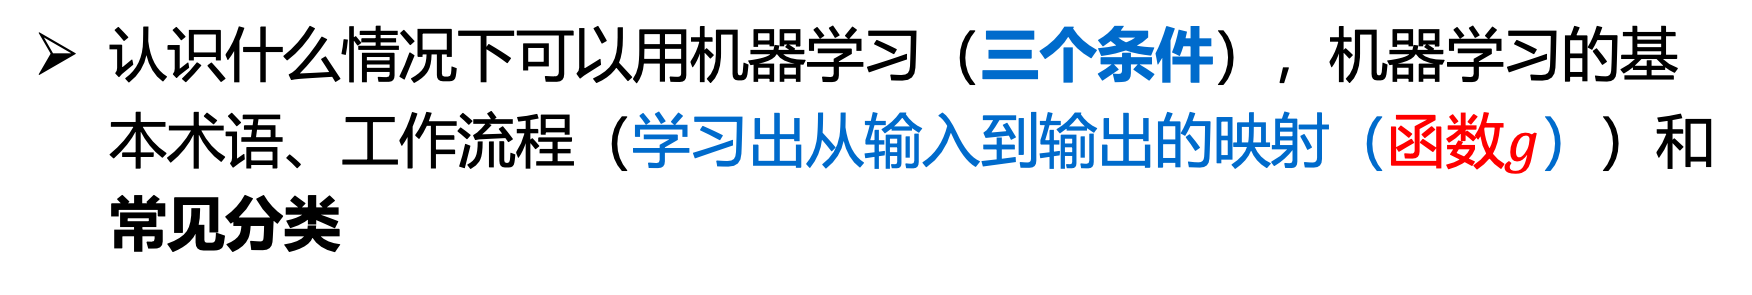 ➢ 认识什么情况下可以用机器学习（三个条件），机器学习的基
本术语、工作流程（学习出从输入到输出的映射（函数g））和
常见分类